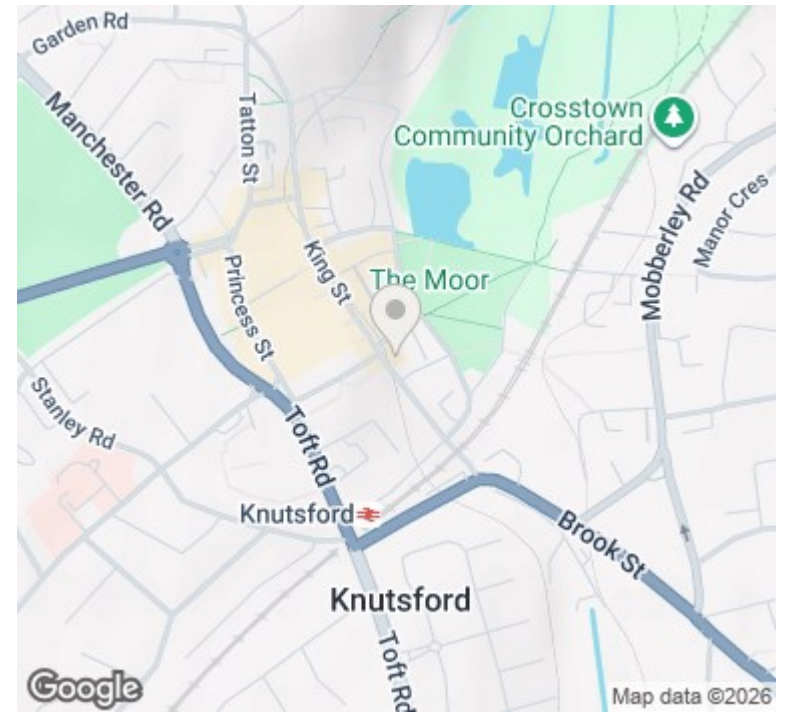 Garden Rd
Manchester Rd
Tatton St
Crosstown
Community Orchard
Mobberley Rd
Manor Cres
King St
Princess St
The Moor
Stanley Rd
Toft Rd
Knutsford
Brook St
Knutsford
Toft Rd
Google
Map data ©2026